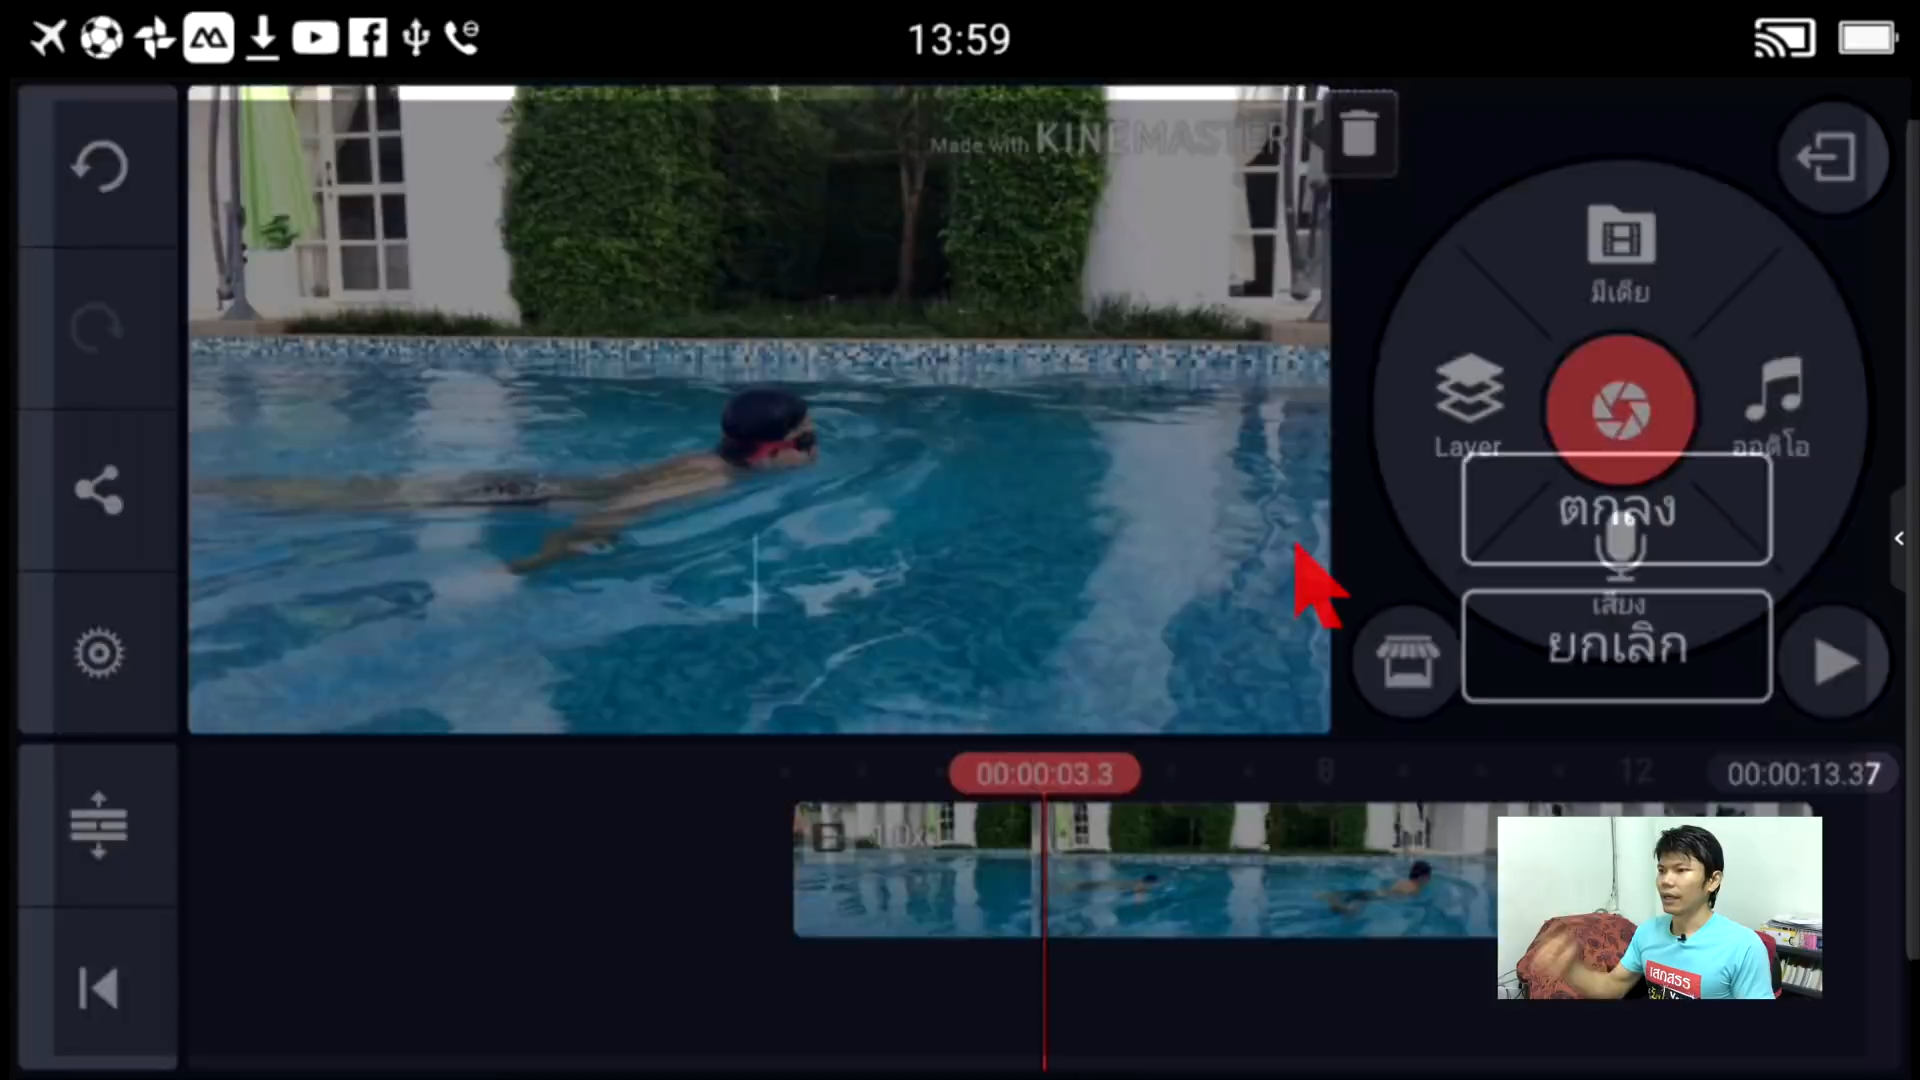 13:59
Made with KINEMASTER
มีเดีย
Layer
ออดิโอ
ตกลง
เสียง
ยกเลิก
00:00:03.3
8
12
00:00:13.37
1.0x
เสกสรร